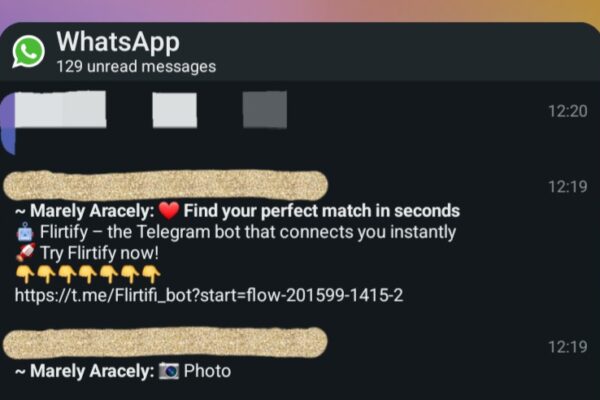 WhatsApp
129 unread messages
12:20
12:19
~ Marely Aracely: ❤️ Find your perfect match in seconds
🤖 Flirtify – the Telegram bot that connects you instantly
🚀 Try Flirtify now!
👇👇👇👇👇👇👇
https://t.me/Flirtifi_bot?start=flow-201599-1415-2
12:19
~ Marely Aracely: 📷 Photo